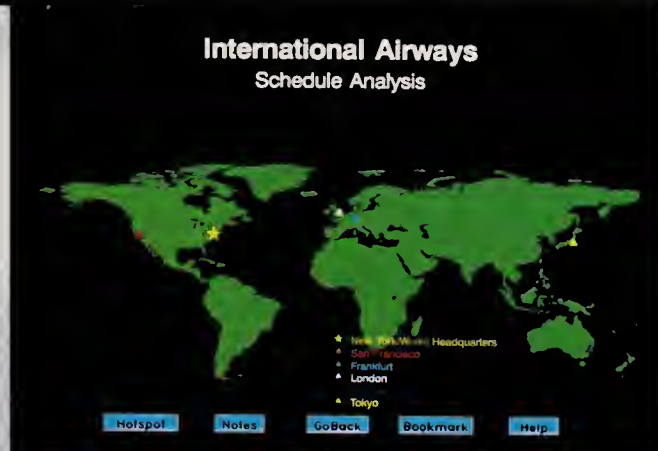 International Airways
Schedule Analysis
New York/World Headquarters
San Francisco
Frankfurt
London
Tokyo
Hotspot Notes GoBack Bookmark Help